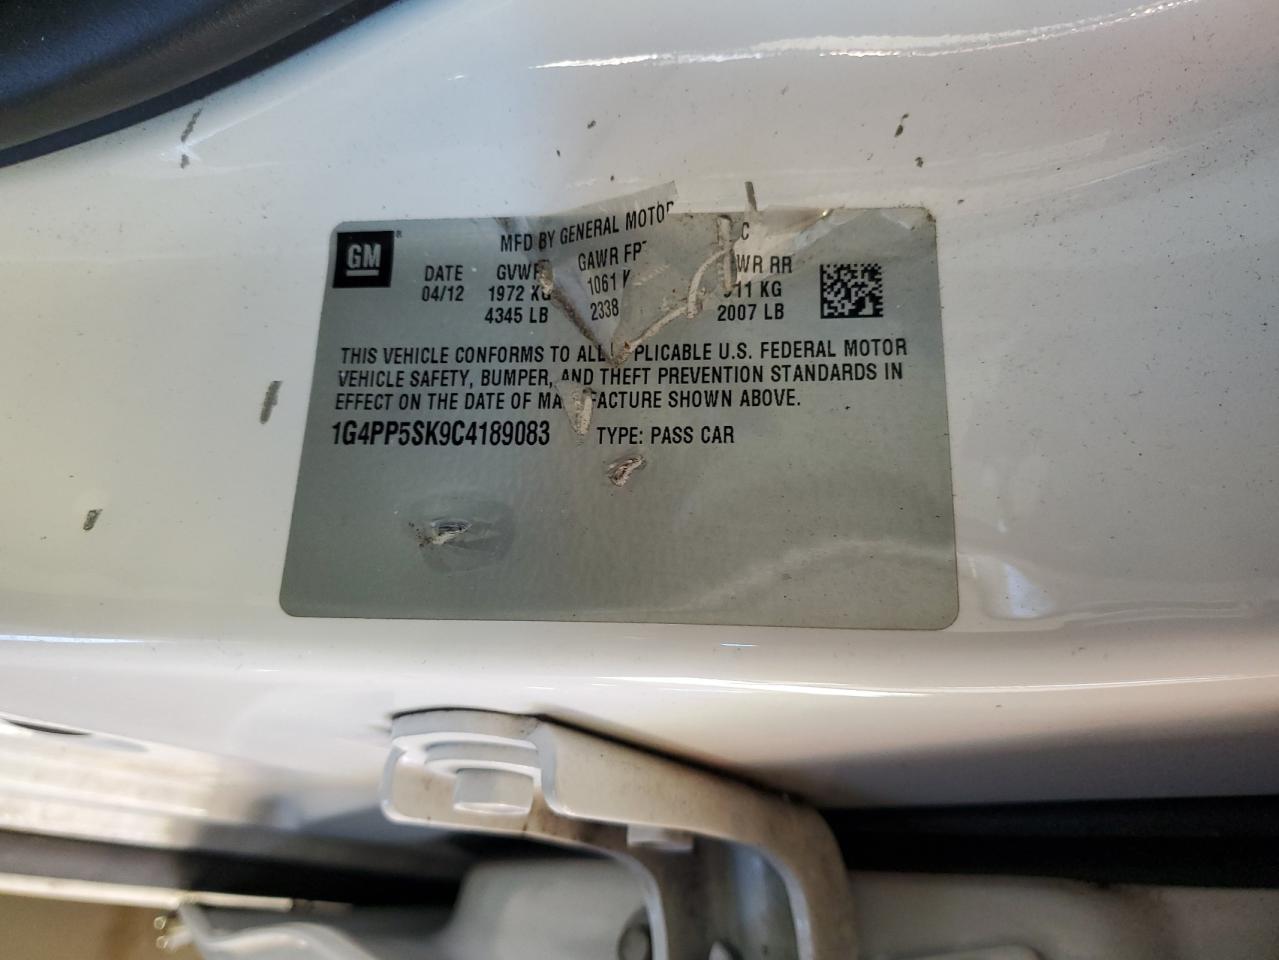 GM
MFD BY GENERAL MOTOR C
DATE GVWR GAWR FRT WR RR
04/12 1972 KG 1061 K 911 KG
4345 LB 2338 2007 LB
THIS VEHICLE CONFORMS TO ALL PLICABLE U.S. FEDERAL MOTOR
VEHICLE SAFETY, BUMPER, AND THEFT PREVENTION STANDARDS IN
EFFECT ON THE DATE OF MA FACTURE SHOWN ABOVE.
1G4PP5SK9C4189083 TYPE: PASS CAR